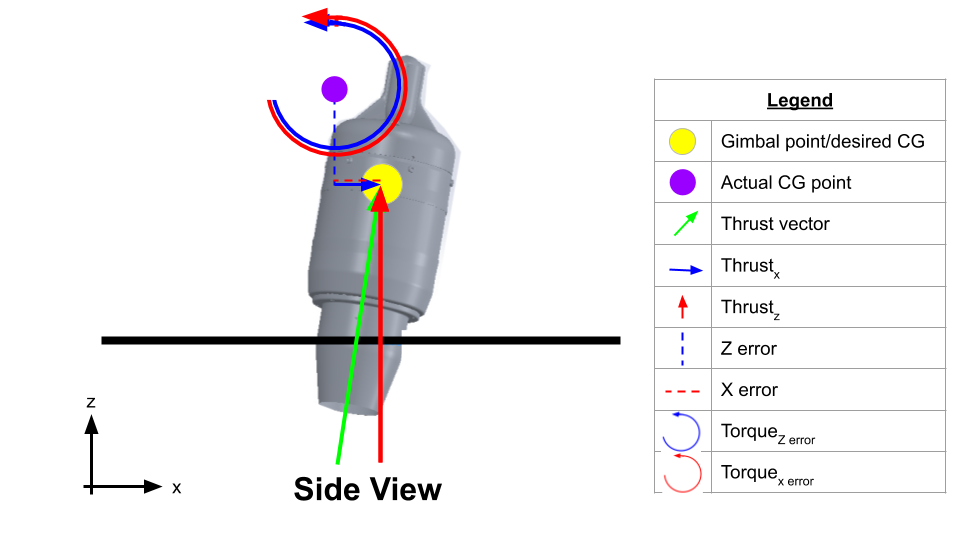 z
x
Side View
Legend
Gimbal point/desired CG
Actual CG point
Thrust vector
Thrustx
Thrustz
Z error
X error
TorqueZ error
Torquex error